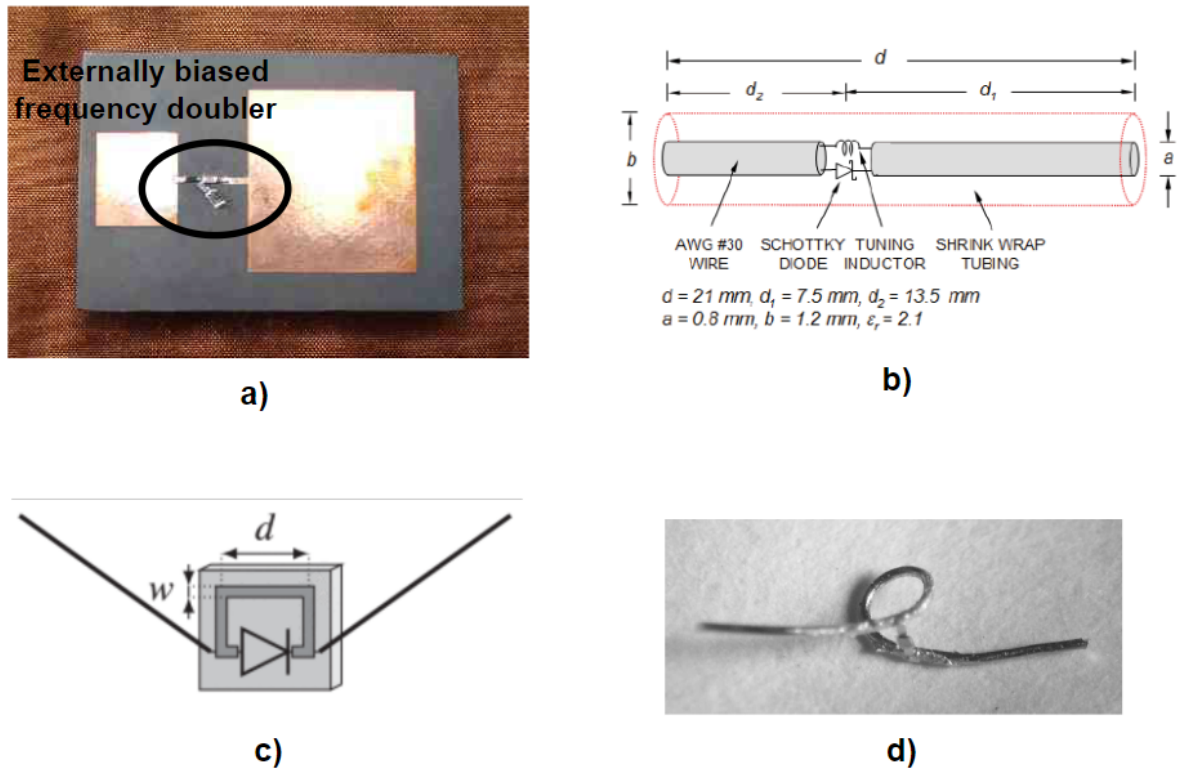 Externally biased
frequency doubler
a)
d
d₂
d₁
b
a
AWG #30
WIRE
SCHOTTKY
DIODE
TUNING
INDUCTOR
SHRINK WRAP
TUBING
d = 21 mm, d₁ = 7.5 mm, d₂ = 13.5 mm
a = 0.8 mm, b = 1.2 mm, εᵣ = 2.1
b)
d
w
c)
d)